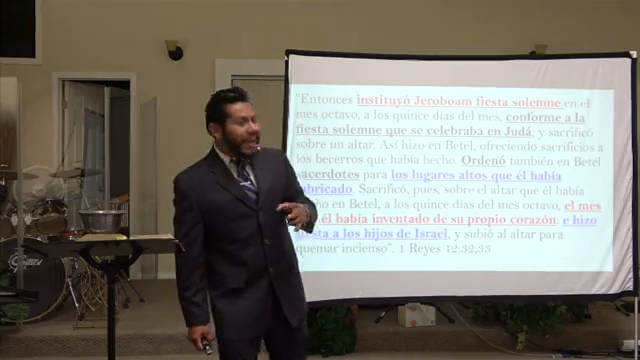 "Entonces instituyó Jeroboam fiesta solemne en el
mes octavo, a los quince días del mes, conforme a la
fiesta solemne que se celebraba en Judá; y sacrificó
sobre un altar. Así hizo en Betel, ofreciendo sacrificios a
los becerros que había hecho. Ordenó también en Betel
sacerdotes para los lugares altos que él había
fabricado. Sacrificó, pues, sobre el altar que él había
en Betel, a los quince días del mes octavo, el mes
él había inventado de su propio corazón; e hizo
fiesta a los hijos de Israel, y subió al altar para
quemar incienso". 1 Reyes 12:32,33